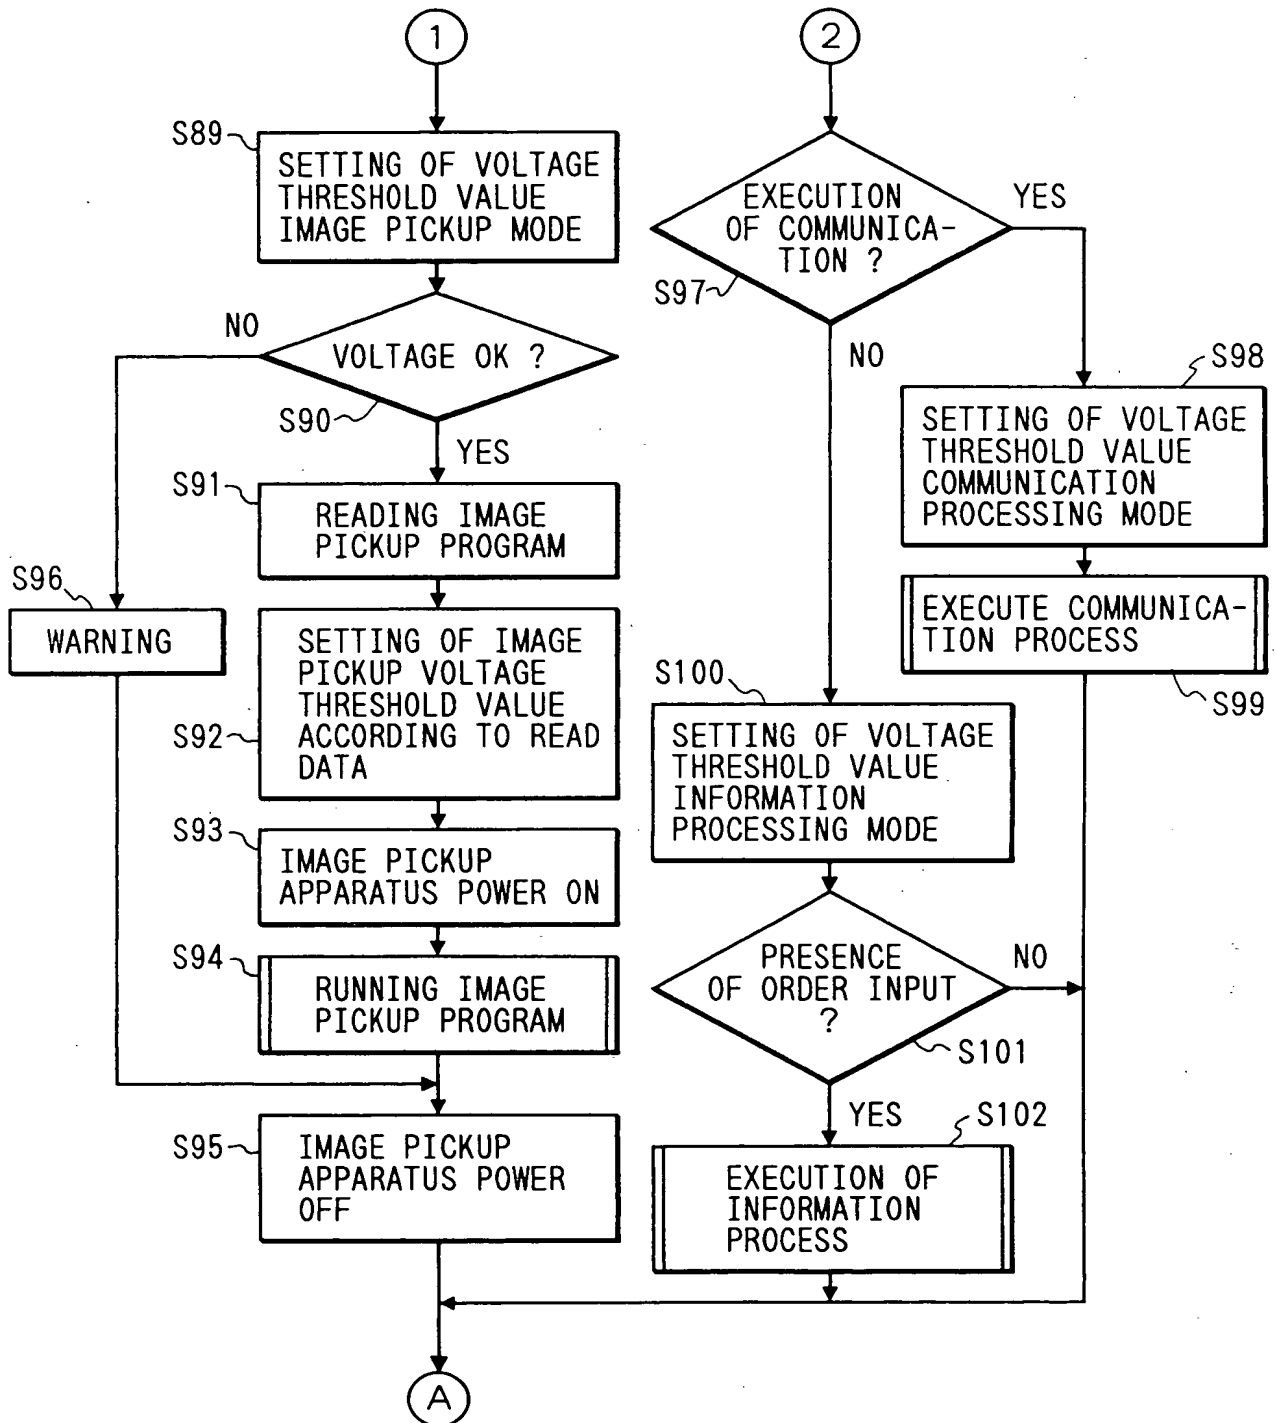 1
S89
SETTING OF VOLTAGE
THRESHOLD VALUE
IMAGE PICKUP MODE
NO
VOLTAGE OK ?
S90
YES
S91
READING IMAGE
PICKUP PROGRAM
S96
WARNING
SETTING OF IMAGE
PICKUP VOLTAGE
THRESHOLD VALUE
ACCORDING TO READ
DATA
S92
S93
IMAGE PICKUP
APPARATUS POWER ON
S94
RUNNING IMAGE
PICKUP PROGRAM
S95
IMAGE PICKUP
APPARATUS POWER
OFF
A
2
EXECUTION
OF COMMUNICA-
TION ?
YES
S97
NO
S98
SETTING OF VOLTAGE
THRESHOLD VALUE
COMMUNICATION
PROCESSING MODE
EXECUTE COMMUNICA-
TION PROCESS
S99
S100
SETTING OF VOLTAGE
THRESHOLD VALUE
INFORMATION
PROCESSING MODE
PRESENCE
OF ORDER INPUT
?
NO
S101
YES
S102
EXECUTION OF
INFORMATION
PROCESS